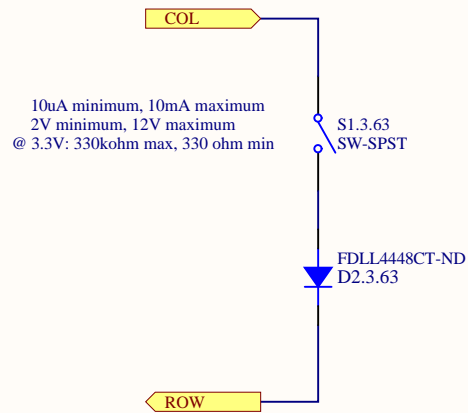 COL
10uA minimum, 10mA maximum
2V minimum, 12V maximum
@ 3.3V: 330kohm max, 330 ohm min
S1.3.63
SW-SPST
FDLL4448CT-ND
D2.3.63
ROW